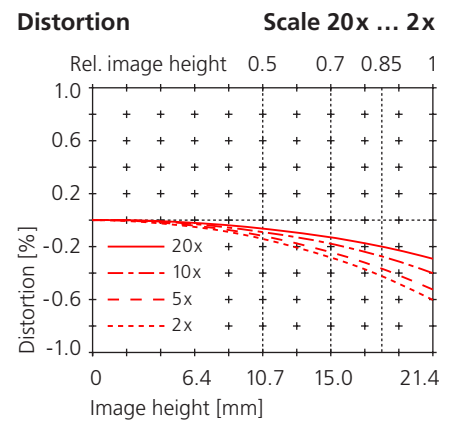 Distortion Scale 20x … 2x
Rel. image height 0.5 0.7 0.85 1
1.0
0.6
0.2
-0.2
-0.6
-1.0
Distortion [%]
20x
10x
5x
2x
0 6.4 10.7 15.0 21.4
Image height [mm]